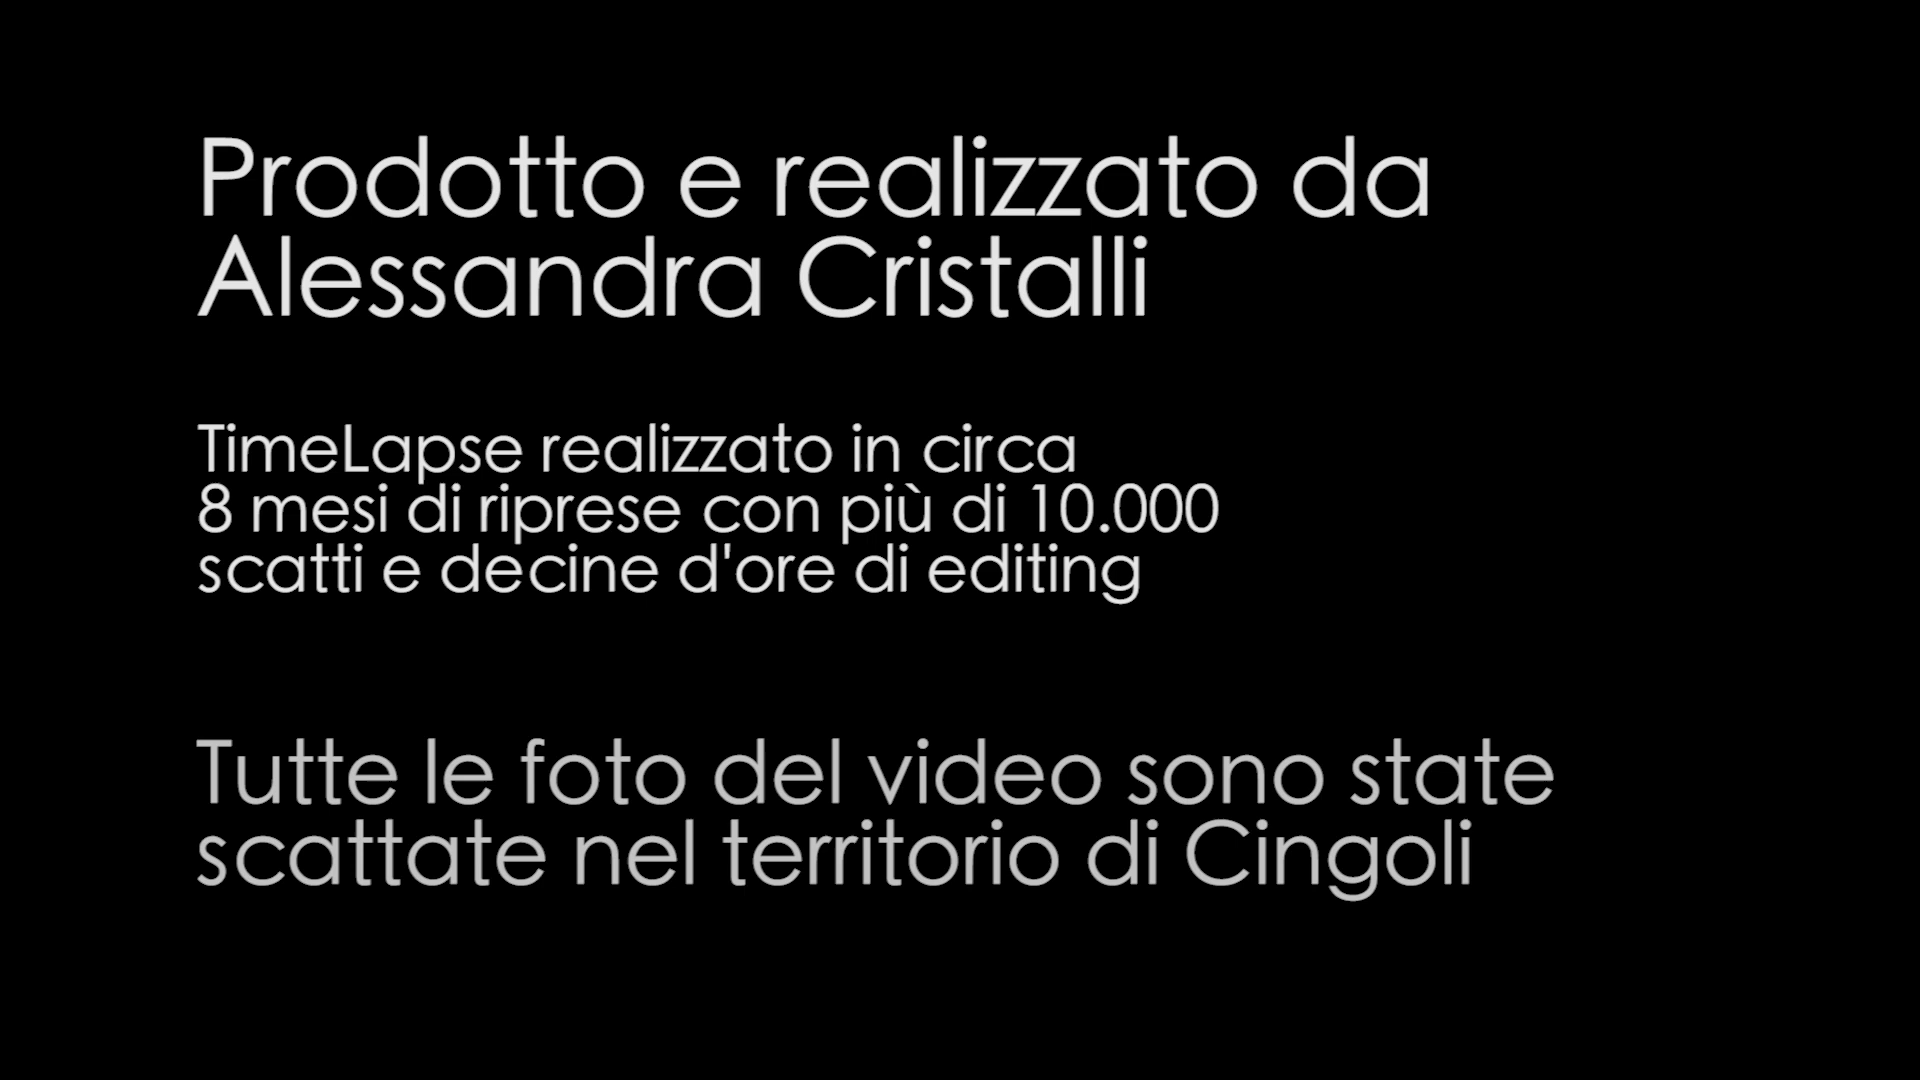 Prodotto e realizzato da
Alessandra Cristalli
TimeLapse realizzato in circa
8 mesi di riprese con più di 10.000
scatti e decine d'ore di editing
Tutte le foto del video sono state
scattate nel territorio di Cingoli